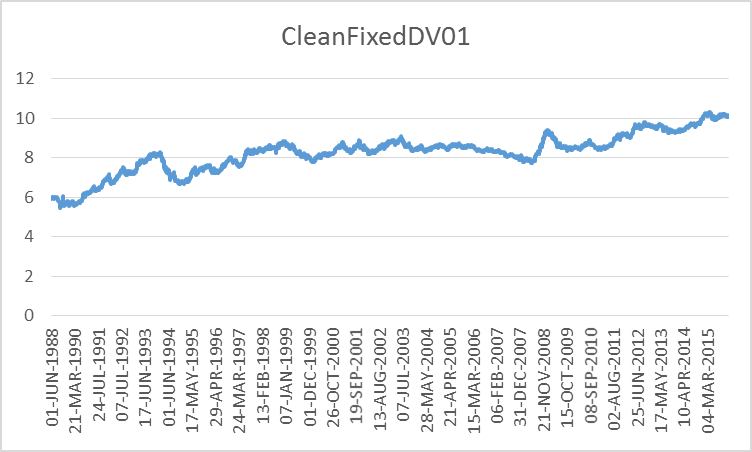 CleanFixedDV01
12
10
8
6
4
2
0
01-JUN-1988
21-MAR-1990
24-JUL-1991
07-JUL-1992
17-JUN-1993
01-JUN-1994
17-MAY-1995
29-APR-1996
24-MAR-1997
13-FEB-1998
07-JAN-1999
01-DEC-1999
26-OCT-2000
19-SEP-2001
13-AUG-2002
07-JUL-2003
28-MAY-2004
21-APR-2005
15-MAR-2006
06-FEB-2007
31-DEC-2007
21-NOV-2008
15-OCT-2009
08-SEP-2010
02-AUG-2011
25-JUN-2012
17-MAY-2013
10-APR-2014
04-MAR-2015